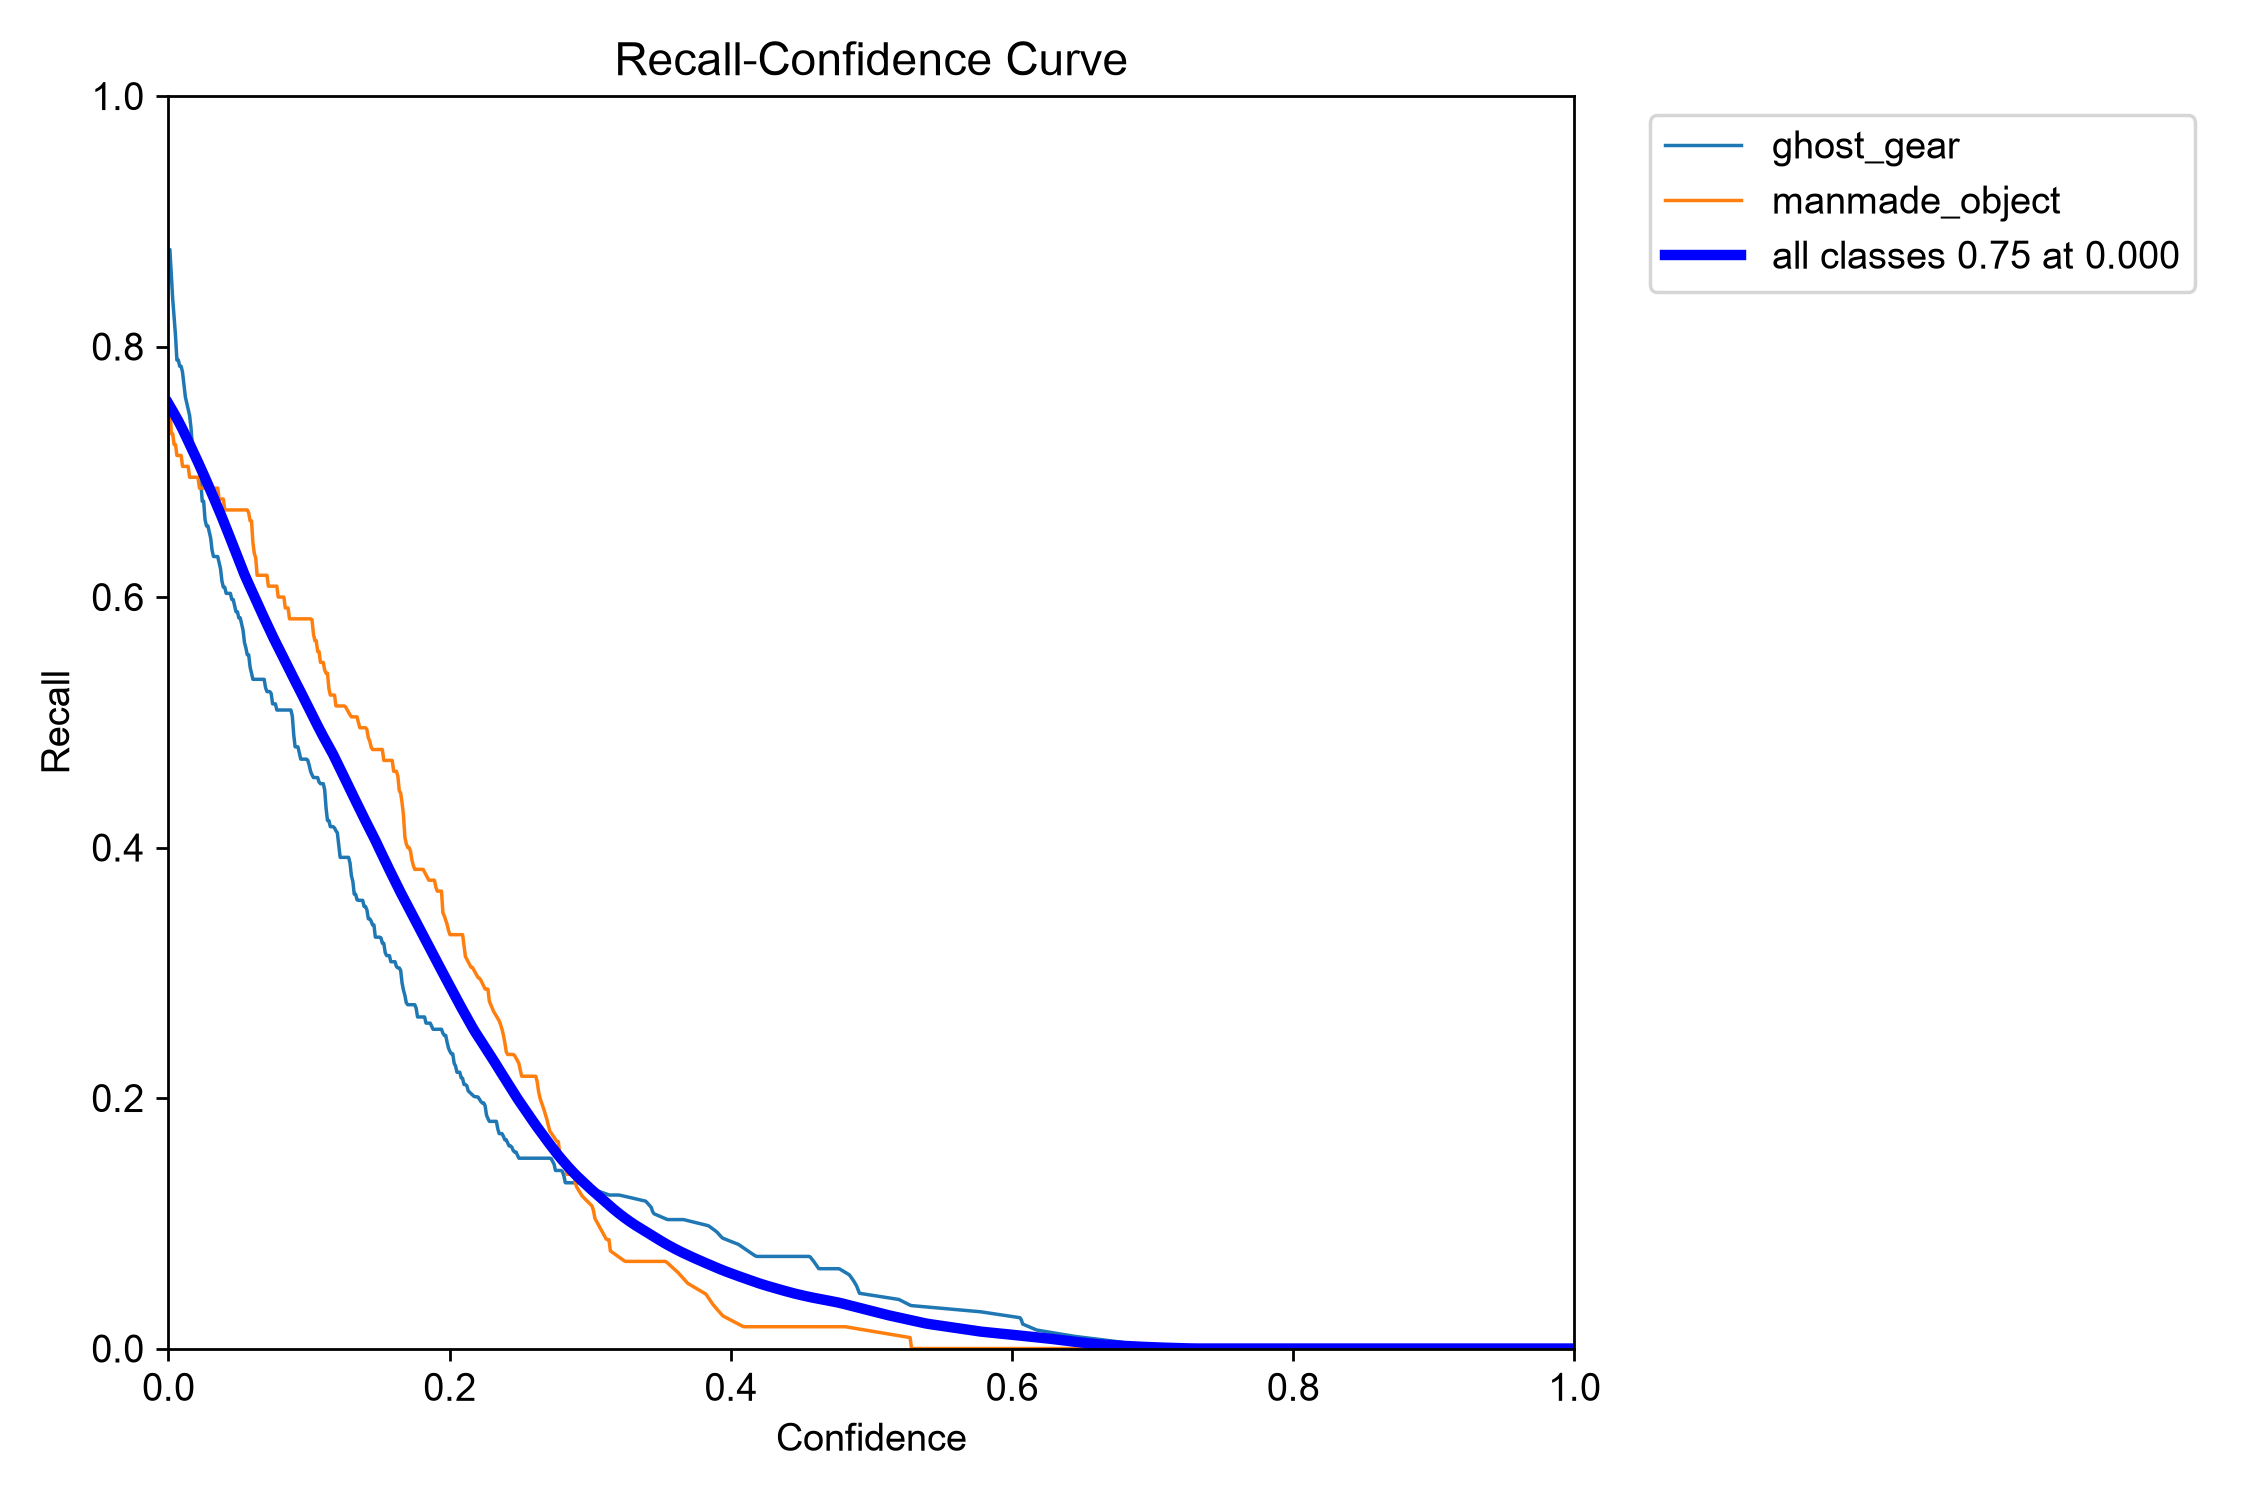 Recall-Confidence Curve
1.0
0.8
0.6
0.4
0.2
0.0
Recall
0.0 0.2 0.4 0.6 0.8 1.0
Confidence
ghost_gear
manmade_object
all classes 0.75 at 0.000